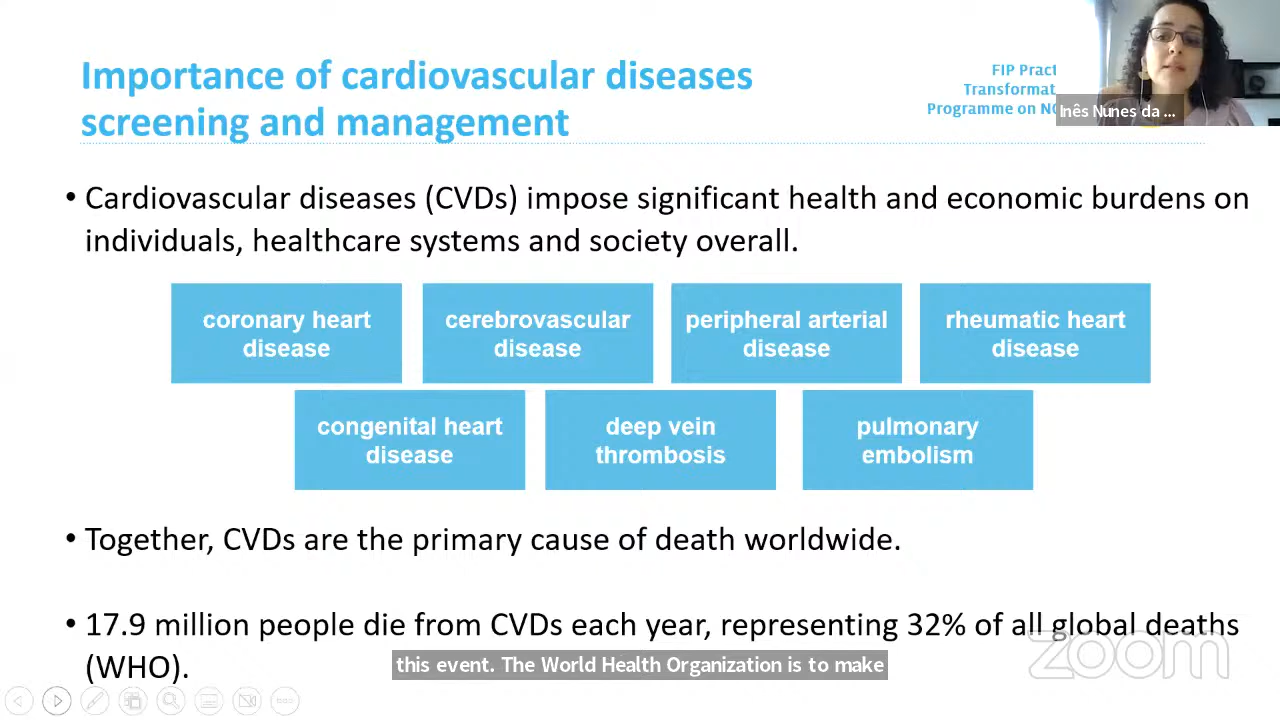 Importance of cardiovascular diseases
screening and management
FIP Pract
Transformat
Programme on NC
Inês Nunes da ...
• Cardiovascular diseases (CVDs) impose significant health and economic burdens on
individuals, healthcare systems and society overall.
coronary heart
disease
cerebrovascular
disease
peripheral arterial
disease
rheumatic heart
disease
congenital heart
disease
deep vein
thrombosis
pulmonary
embolism
• Together, CVDs are the primary cause of death worldwide.
• 17.9 million people die from CVDs each year, representing 32% of all global deaths
(WHO).
this event. The World Health Organization is to make
zoom